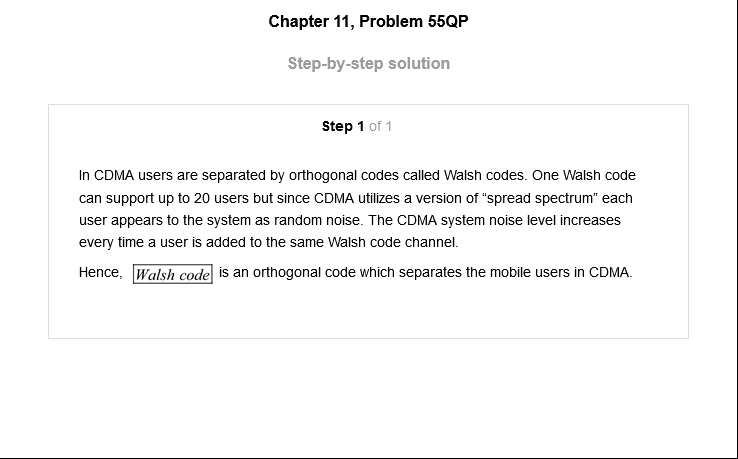 Chapter 11, Problem 55QP
Step-by-step solution
Step 1 of 1
In CDMA users are separated by orthogonal codes called Walsh codes. One Walsh code
can support up to 20 users but since CDMA utilizes a version of “spread spectrum” each
user appears to the system as random noise. The CDMA system noise level increases
every time a user is added to the same Walsh code channel.
Hence, Walsh code is an orthogonal code which separates the mobile users in CDMA.